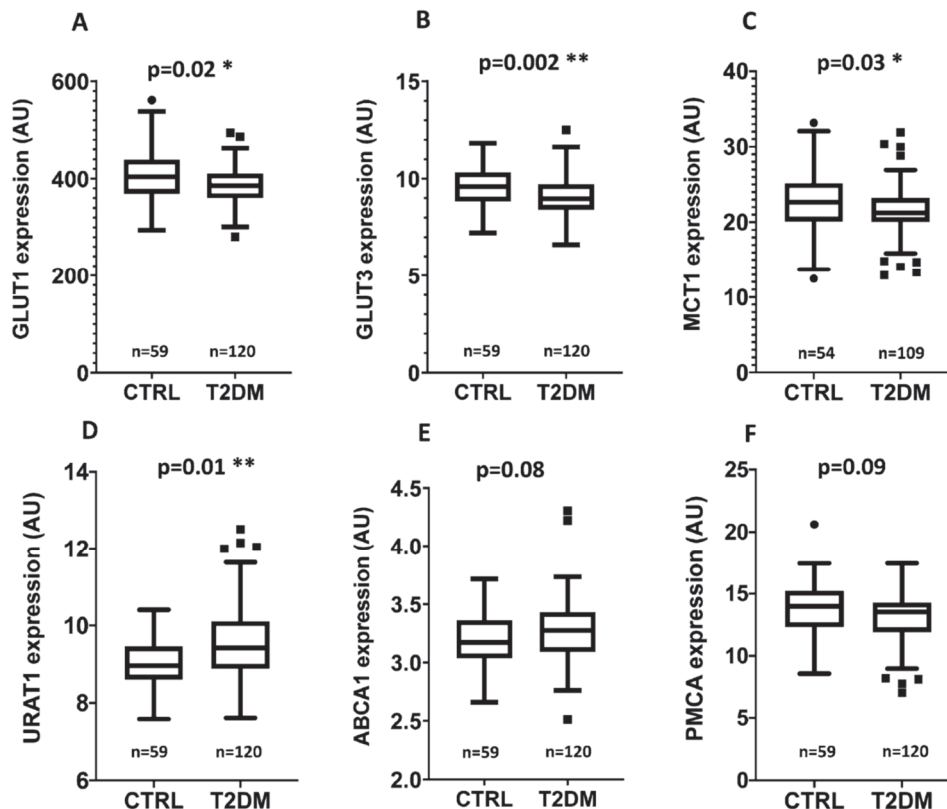 A
p=0.02 *
GLUT1 expression (AU)
600
400
200
0
n=59
n=120
CTRL
T2DM
B
p=0.002 **
GLUT3 expression (AU)
15
10
5
0
n=59
n=120
CTRL
T2DM
C
p=0.03 *
MCT1 expression (AU)
40
30
20
10
0
n=54
n=109
CTRL
T2DM
D
p=0.01 **
URAT1 expression (AU)
14
12
10
8
6
n=59
n=120
CTRL
T2DM
E
p=0.08
ABCA1 expression (AU)
4.5
4.0
3.5
3.0
2.5
2.0
n=59
n=120
CTRL
T2DM
F
p=0.09
PMCA expression (AU)
25
20
15
10
5
0
n=59
n=120
CTRL
T2DM